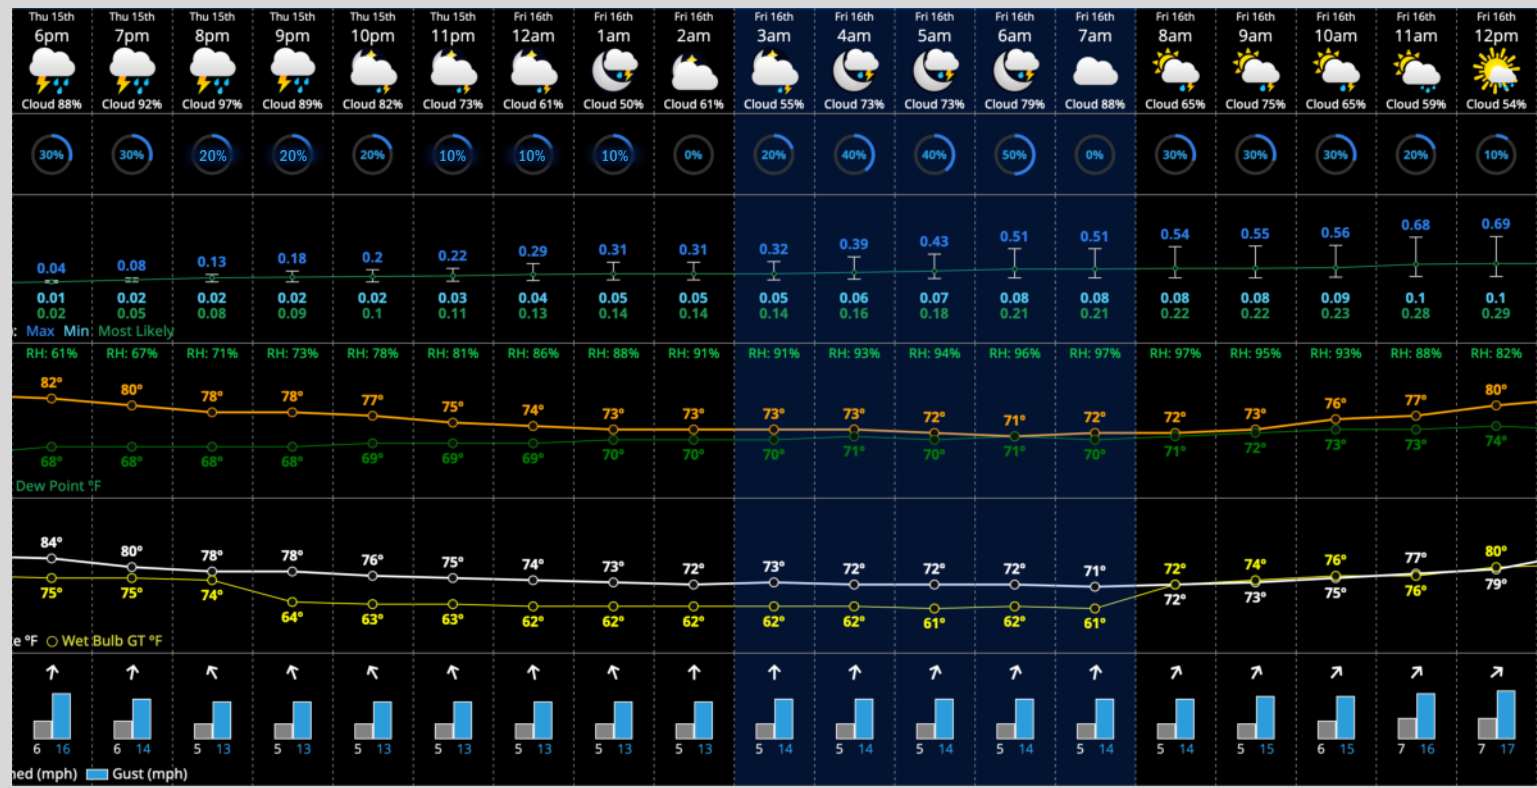 Thu 15th Thu 15th Thu 15th Thu 15th Thu 15th Thu 15th Fri 16th Fri 16th Fri 16th Fri 16th Fri 16th Fri 16th Fri 16th Fri 16th Fri 16th Fri 16th Fri 16th Fri 16th Fri 16th
6pm 7pm 8pm 9pm 10pm 11pm 12am 1am 2am 3am 4am 5am 6am 7am 8am 9am 10am 11am 12pm
Cloud 88% Cloud 92% Cloud 97% Cloud 89% Cloud 82% Cloud 73% Cloud 61% Cloud 50% Cloud 61% Cloud 55% Cloud 73% Cloud 73% Cloud 79% Cloud 88% Cloud 65% Cloud 75% Cloud 65% Cloud 59% Cloud 54%
30% 30% 20% 20% 20% 10% 10% 10% 0% 20% 40% 40% 50% 0% 30% 30% 30% 20% 10%
0.04 0.08 0.13 0.18 0.2 0.22 0.29 0.31 0.31 0.32 0.39 0.43 0.51 0.51 0.54 0.55 0.56 0.68 0.69
0.01 0.02 0.02 0.02 0.02 0.03 0.04 0.05 0.05 0.05 0.06 0.07 0.08 0.08 0.08 0.08 0.09 0.1 0.1
0.02 0.05 0.08 0.09 0.1 0.11 0.13 0.14 0.14 0.14 0.16 0.18 0.21 0.21 0.22 0.22 0.23 0.28 0.29
: Max Min Most Likely
RH: 61% RH: 67% RH: 71% RH: 73% RH: 78% RH: 81% RH: 86% RH: 88% RH: 91% RH: 91% RH: 93% RH: 94% RH: 96% RH: 97% RH: 97% RH: 95% RH: 93% RH: 88% RH: 82%
82° 80° 78° 78° 77° 75° 74° 73° 73° 73° 73° 72° 71° 72° 72° 73° 76° 77° 80°
68° 68° 68° 68° 69° 69° 69° 70° 70° 70° 71° 70° 71° 70° 71° 72° 73° 73° 74°
Dew Point °F
84° 80° 78° 78° 76° 75° 74° 73° 72° 73° 72° 72° 72° 71° 72° 74° 76° 77° 80°
75° 75° 74° 64° 63° 63° 62° 62° 62° 62° 62° 61° 62° 61° 72° 73° 75° 76° 79°
e °F Wet Bulb GT °F
6 16 6 14 5 13 5 13 5 13 5 13 5 13 5 13 5 13 5 14 5 14 5 14 5 14 5 14 5 14 5 15 6 15 7 16 7 17
ned (mph) Gust (mph)